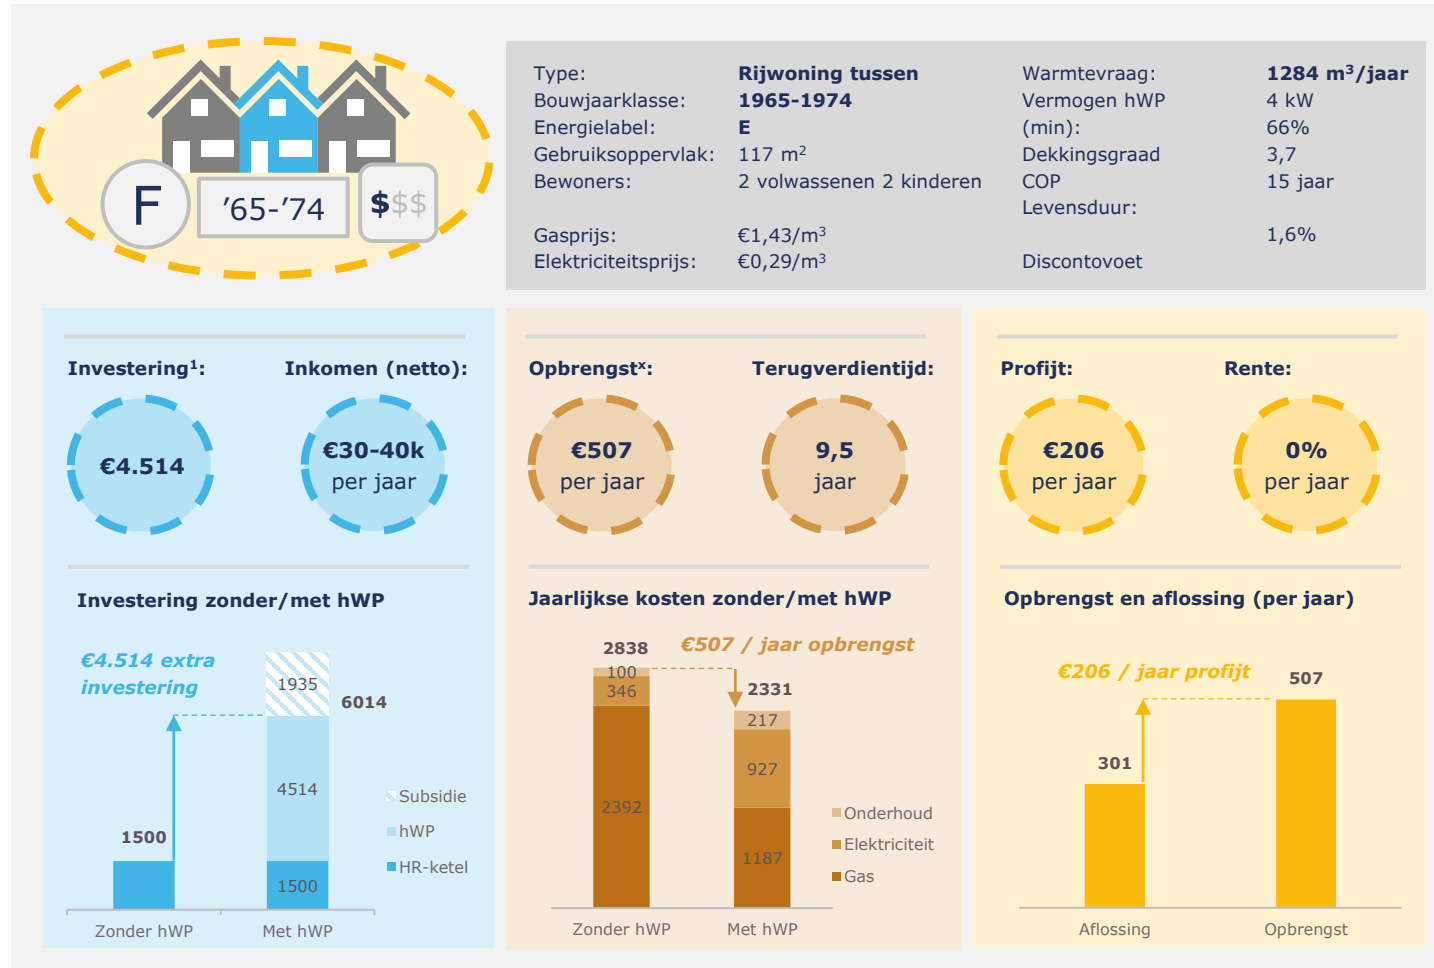 F
'65-'74
$$$
Type: Rijwoning tussen
Bouwjaarklasse: 1965-1974
Energielabel: E
Gebruiksoppervlak: 117 m²
Bewoners: 2 volwassenen 2 kinderen
Gasprijs: €1,43/m³
Elektriciteitsprijs: €0,29/m³
Warmtevraag: 1284 m³/jaar
Vermogen hWP 4 kW
(min): 66%
Dekkingsgraad 3,7
COP 15 jaar
Levensduur:
1,6%
Discontovoet
Investering¹: Inkomen (netto):
€4.514
€30-40k
per jaar
Investering zonder/met hWP
€4.514 extra
investering
1935
6014
4514
1500
1500
Subsidie
hWP
HR-ketel
Zonder hWP Met hWP
Opbrengstˣ: Terugverdientijd:
€507
per jaar
9,5
jaar
Jaarlijkse kosten zonder/met hWP
€507 / jaar opbrengst
2838
100
346
2392
2331
217
927
1187
Onderhoud
Elektriciteit
Gas
Zonder hWP Met hWP
Profijt: Rente:
€206
per jaar
0%
per jaar
Opbrengst en aflossing (per jaar)
€206 / jaar profijt
507
301
Aflossing Opbrengst